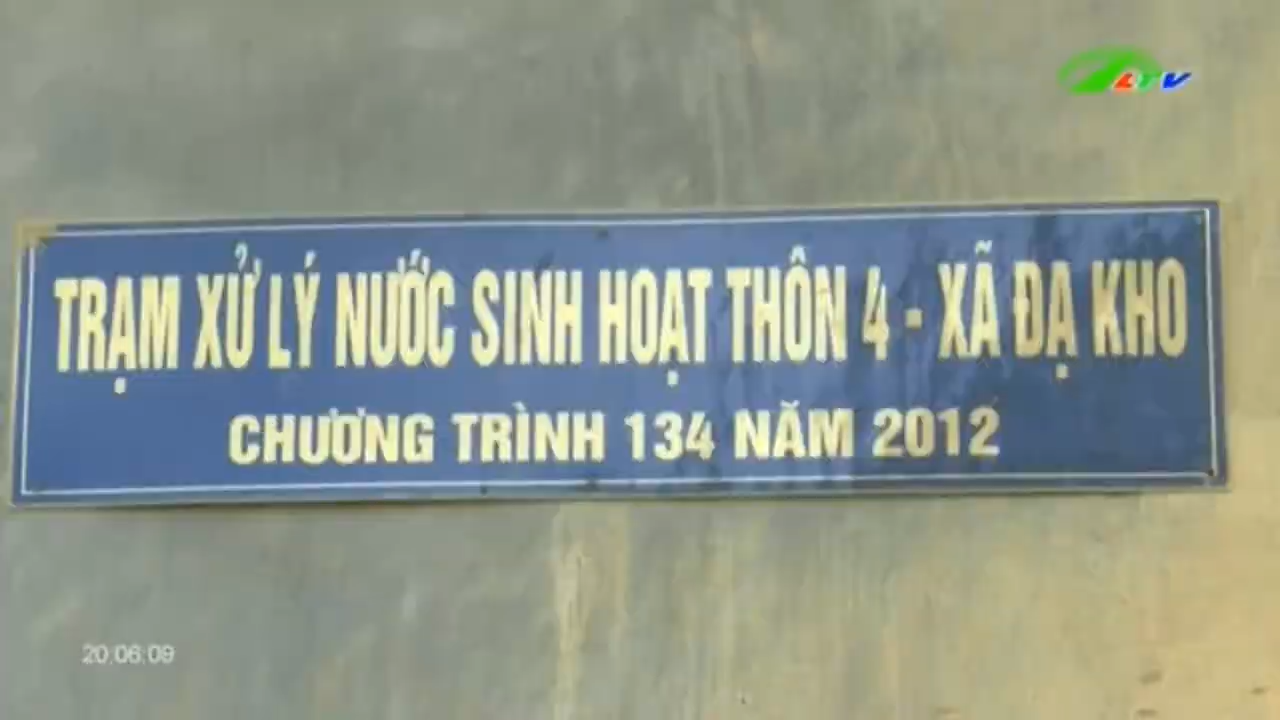 LTV
TRẠM XỬ LÝ NƯỚC SINH HOẠT THÔN 4 - XÃ ĐẠ KHO
CHƯƠNG TRÌNH 134 NĂM 2012
20:06:09